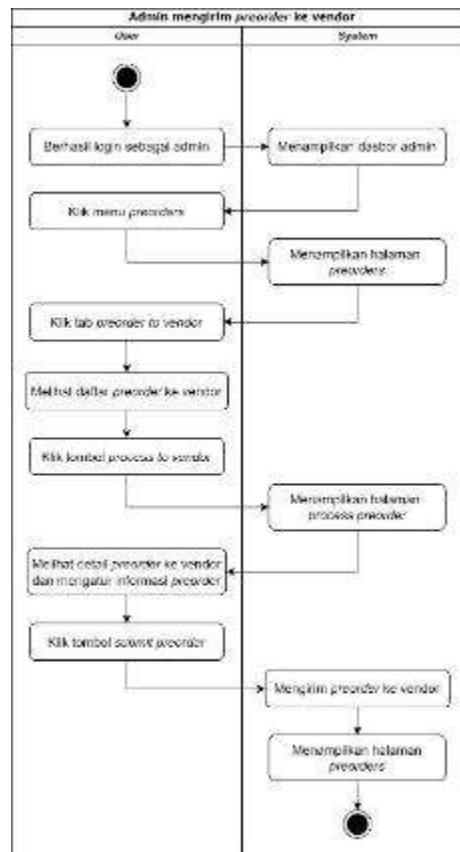 Admin mengirim preorder ke vendor
User
System
Berhasil login sebagai admin
Menampilkan dasbor admin
Klik menu preorders
Menampilkan halaman
preorders
Klik tab preorder to vendor
Melihat daftar preorder ke vendor
Klik tombol process to vendor
Menampilkan halaman
process preorder
Melihat detail preorder ke vendor
dan mengatur informasi preorder
Klik tombol submit preorder
Mengirim preorder ke vendor
Menampilkan halaman
preorders